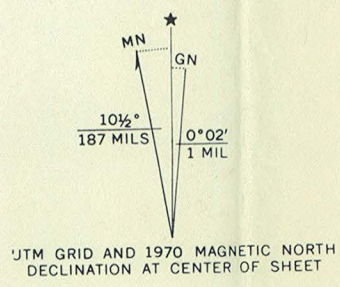 ★
MN
GN
10½°
187 MILS
0°02'
1 MIL
UTM GRID AND 1970 MAGNETIC NORTH
DECLINATION AT CENTER OF SHEET